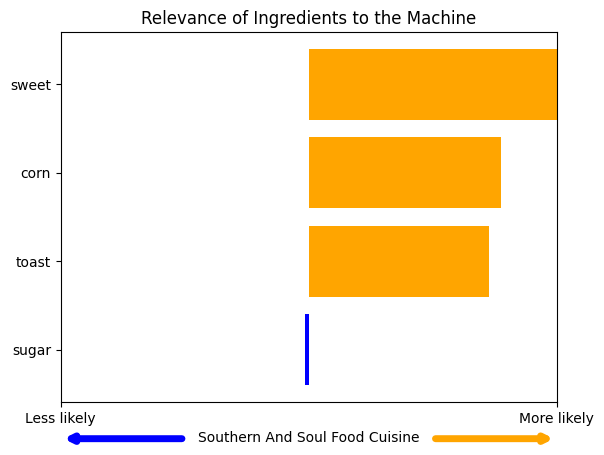 Relevance of Ingredients to the Machine
sweet
corn
toast
sugar
Less likely More likely
Southern And Soul Food Cuisine